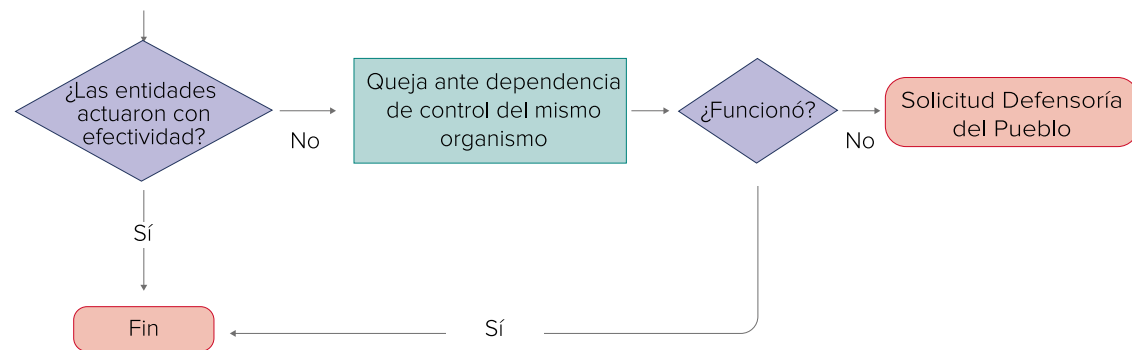 ¿Las entidades
actuaron con
efectividad?
No
Queja ante dependencia
de control del mismo
organismo
¿Funcionó?
No
Solicitud Defensoría
del Pueblo
Sí
Fin
Sí